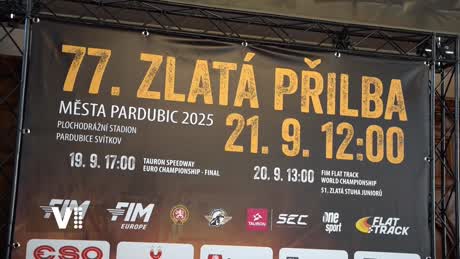 77. ZLATÁ PŘILBA
MĚSTA PARDUBIC 2025
21. 9. 12:00
PLOCHODRÁŽNÍ STADION
PARDUBICE SVÍTKOV
19. 9. 17:00
TAURON SPEEDWAY
EURO CHAMPIONSHIP - FINAL
20. 9. 13:00
FIM FLAT TRACK
WORLD CHAMPIONSHIP
51. ZLATÁ STUHA JUNIORŮ
FIM
V!
FIM
EUROPE
TAURON
SEC
one
sport
FLAT
TRACK
ČSOB